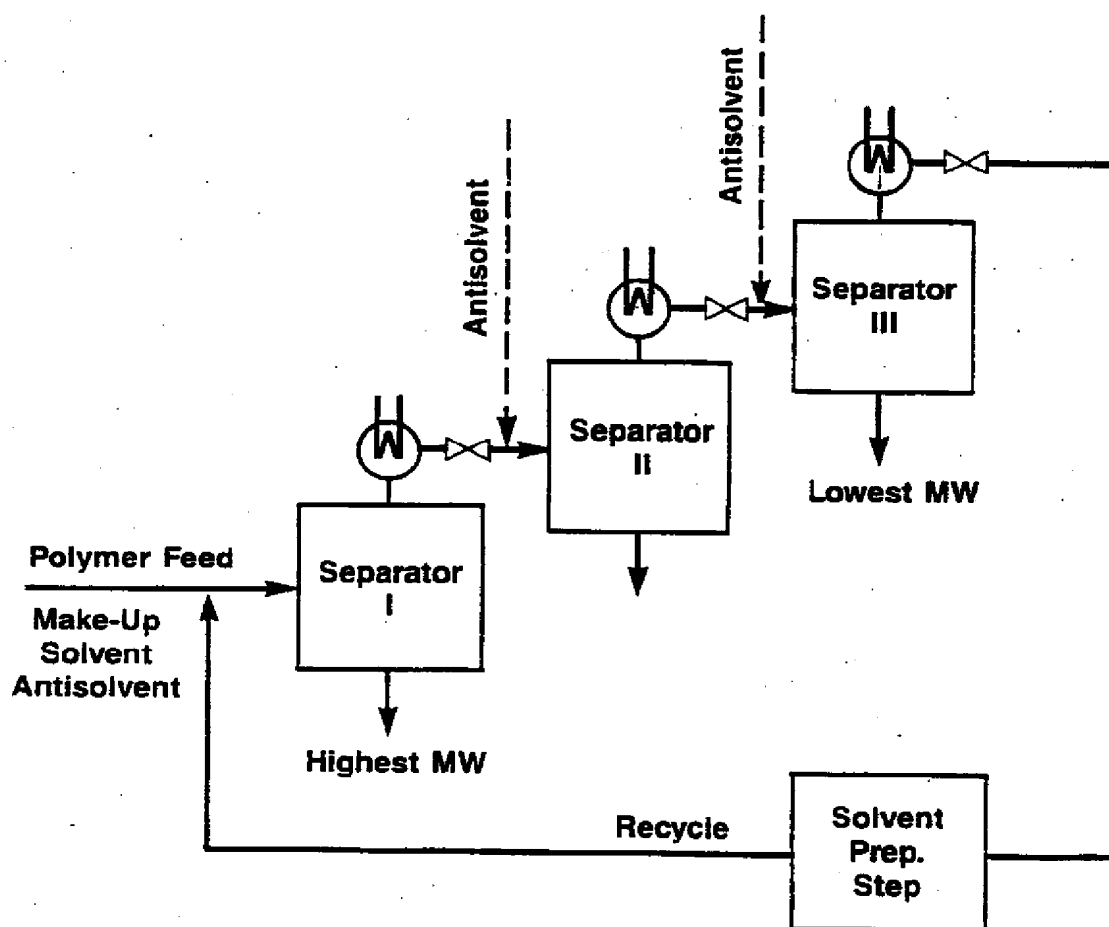 Antisolvent
Antisolvent
Separator
III
Separator
II
Lowest MW
Polymer Feed
Make-Up
Solvent
Antisolvent
Separator
I
Highest MW
Recycle
Solvent
Prep.
Step